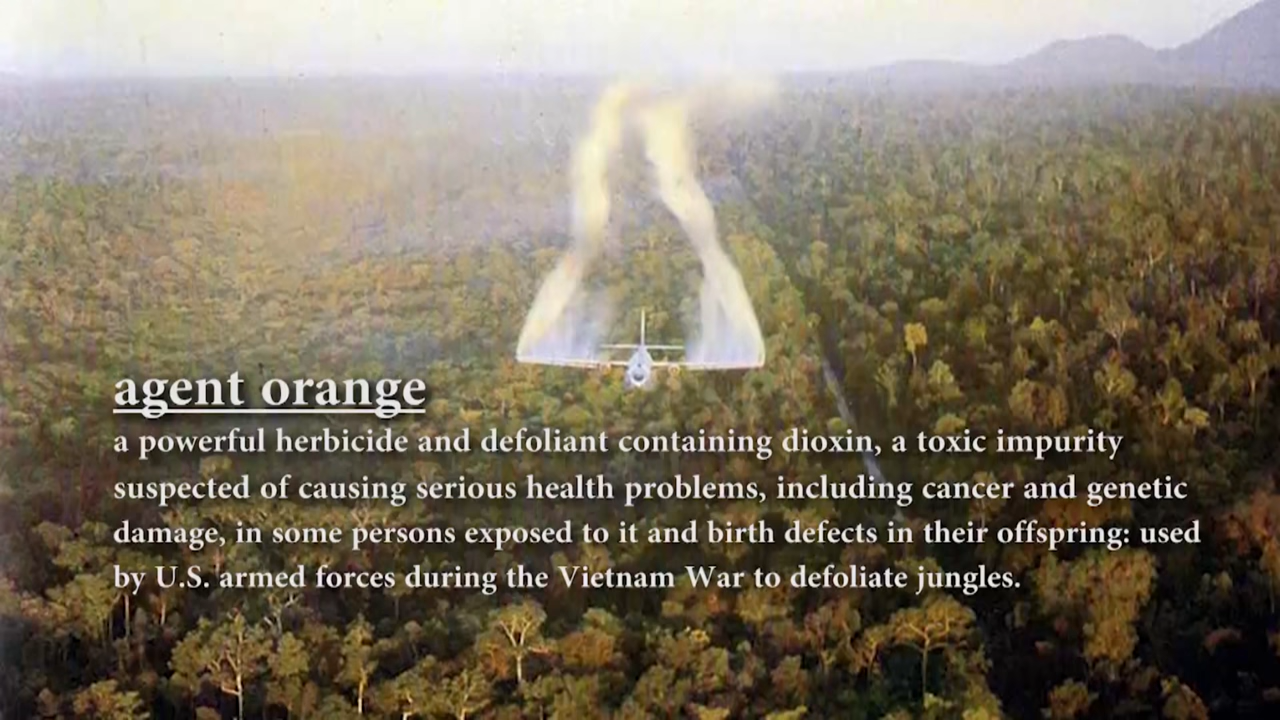 agent orange
a powerful herbicide and defoliant containing dioxin, a toxic impurity
suspected of causing serious health problems, including cancer and genetic
damage, in some persons exposed to it and birth defects in their offspring: used
by U.S. armed forces during the Vietnam War to defoliate jungles.